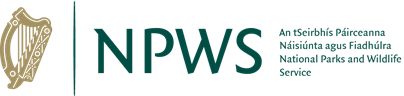 NPWS
An tSeirbhís Páirceanna
Náisiúnta agus Fiadhúlra
National Parks and Wildlife
Service